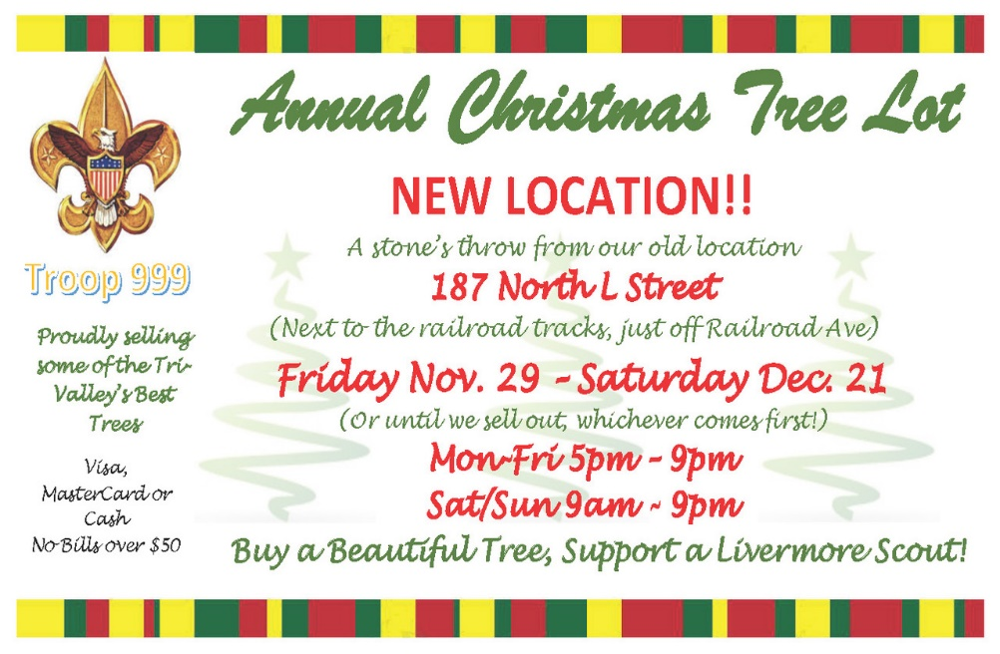 Annual Christmas Tree Lot
NEW LOCATION!!
A stone's throw from our old location
187 North L Street
(Next to the railroad tracks, just off Railroad Ave)
Friday Nov. 29 - Saturday Dec. 21
(Or until we sell out, whichever comes first!)
Mon-Fri 5pm - 9pm
Sat/Sun 9am - 9pm
Buy a Beautiful Tree, Support a Livermore Scout!
Troop 999
Proudly selling
some of the Tri-
Valley's Best
Trees
Visa,
MasterCard or
Cash
No Bills over $50